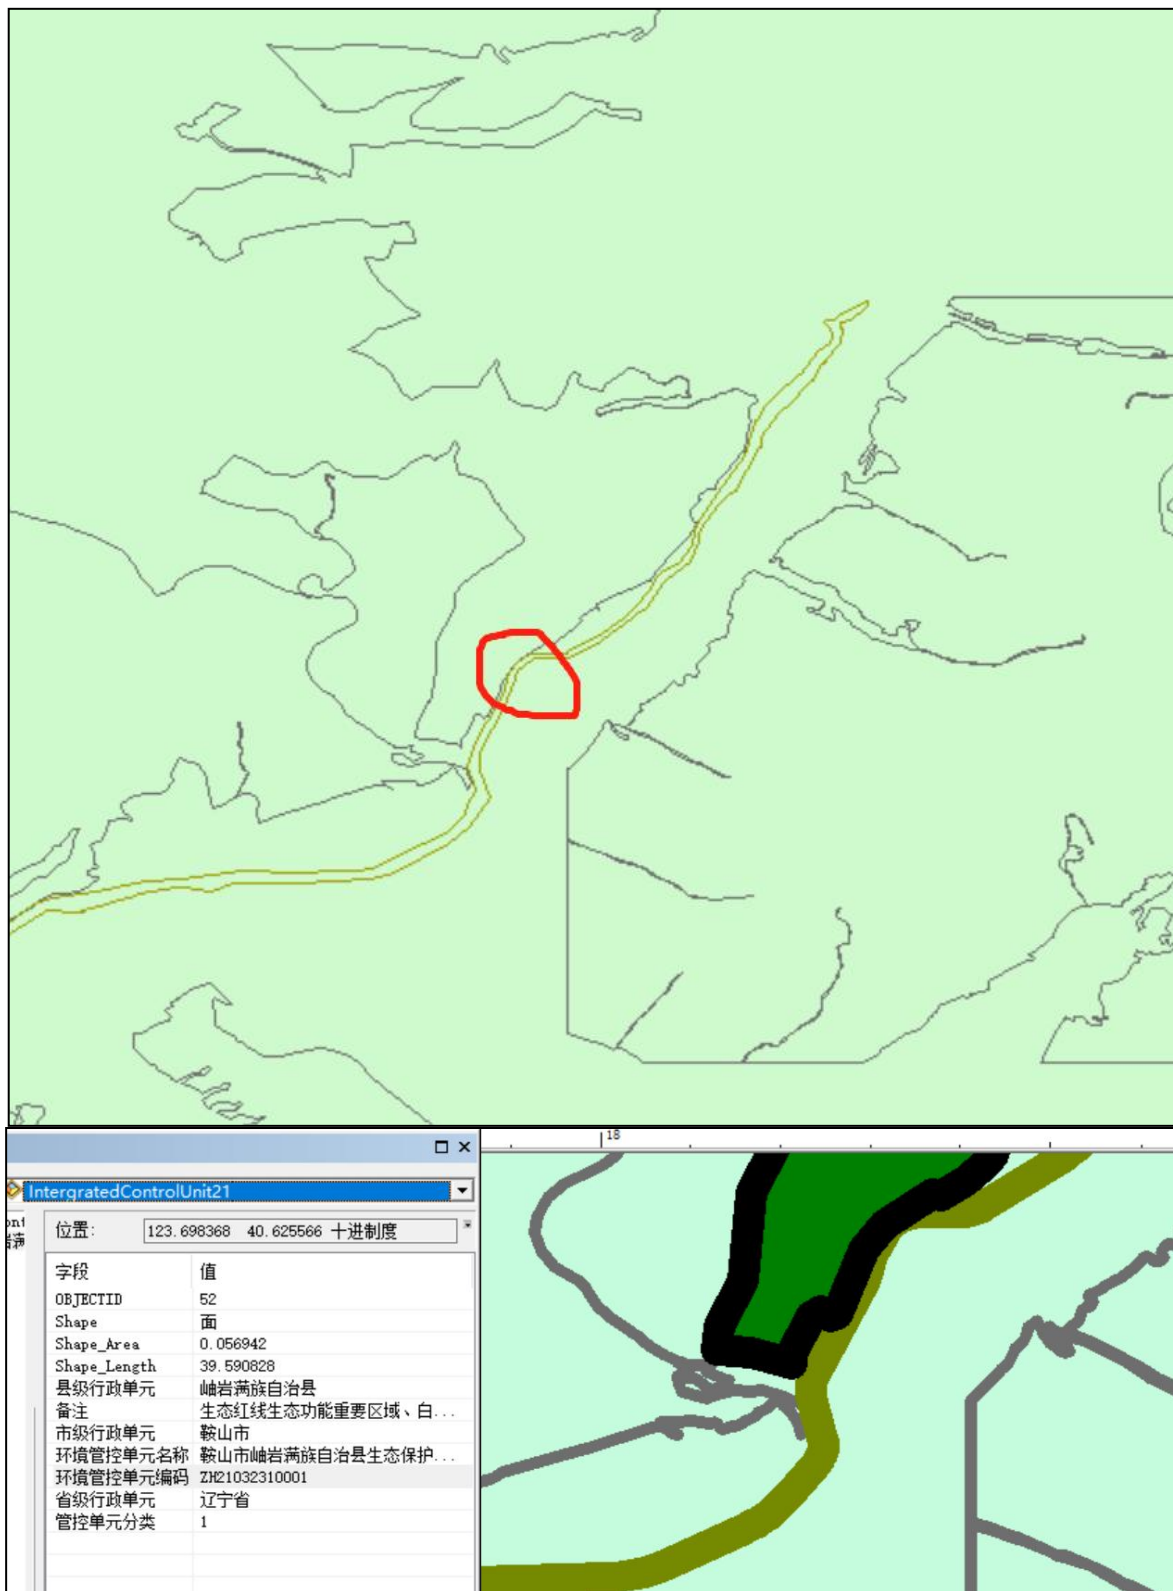 18
IntergratedControlUnit21
位置: 123.698368 40.625566 十进制度
字段 值
OBJECTID 52
Shape 面
Shape_Area 0.056942
Shape_Length 39.590828
县级行政单元 岫岩满族自治县
备注 生态红线生态功能重要区域、白...
市级行政单元 鞍山市
环境管控单元名称 鞍山市岫岩满族自治县生态保护...
环境管控单元编码 ZH21032310001
省级行政单元 辽宁省
管控单元分类 1